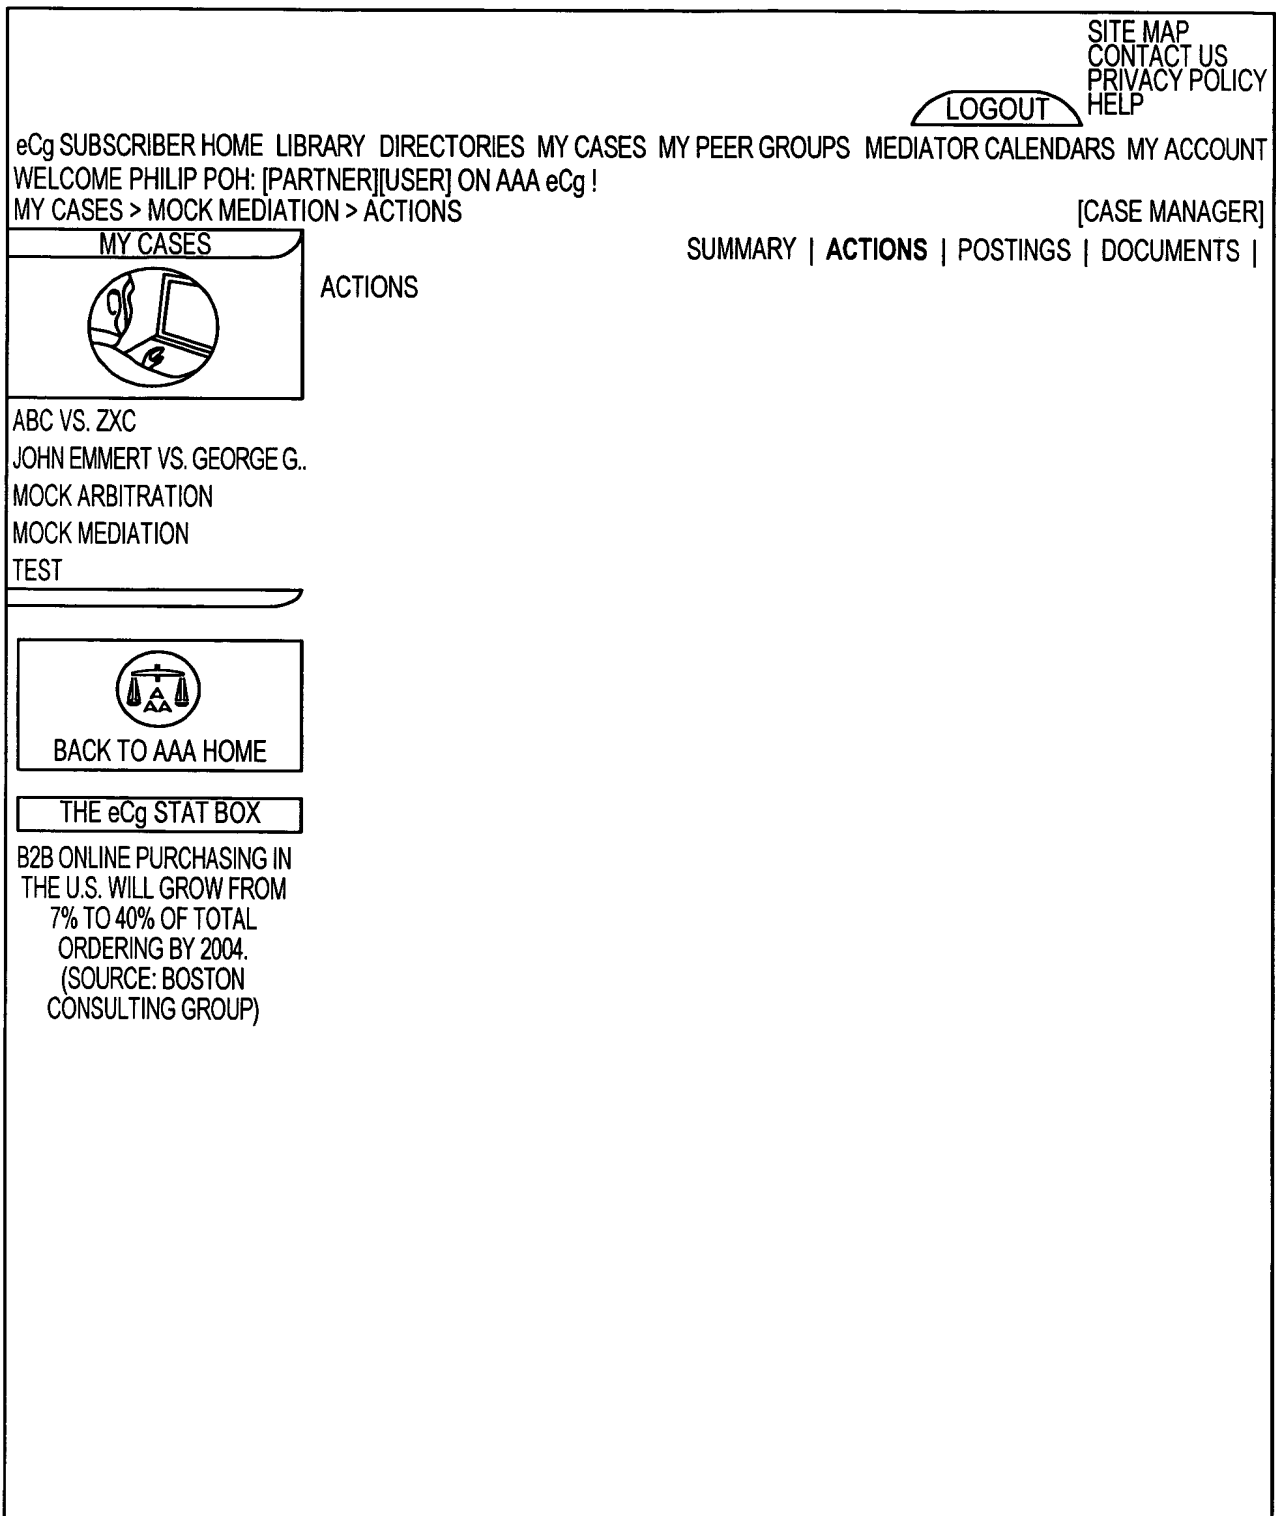 SITE MAP
CONTACT US
PRIVACY POLICY
HELP
LOGOUT
eCg SUBSCRIBER HOME LIBRARY DIRECTORIES MY CASES MY PEER GROUPS MEDIATOR CALENDARS MY ACCOUNT
WELCOME PHILIP POH: [PARTNER][USER] ON AAA eCg !
MY CASES > MOCK MEDIATION > ACTIONS [CASE MANAGER]
MY CASES
SUMMARY | ACTIONS | POSTINGS | DOCUMENTS |
ACTIONS
ABC VS. ZXC
JOHN EMMERT VS. GEORGE G..
MOCK ARBITRATION
MOCK MEDIATION
TEST
A
AA
BACK TO AAA HOME
THE eCg STAT BOX
B2B ONLINE PURCHASING IN
THE U.S. WILL GROW FROM
7% TO 40% OF TOTAL
ORDERING BY 2004.
(SOURCE: BOSTON
CONSULTING GROUP)